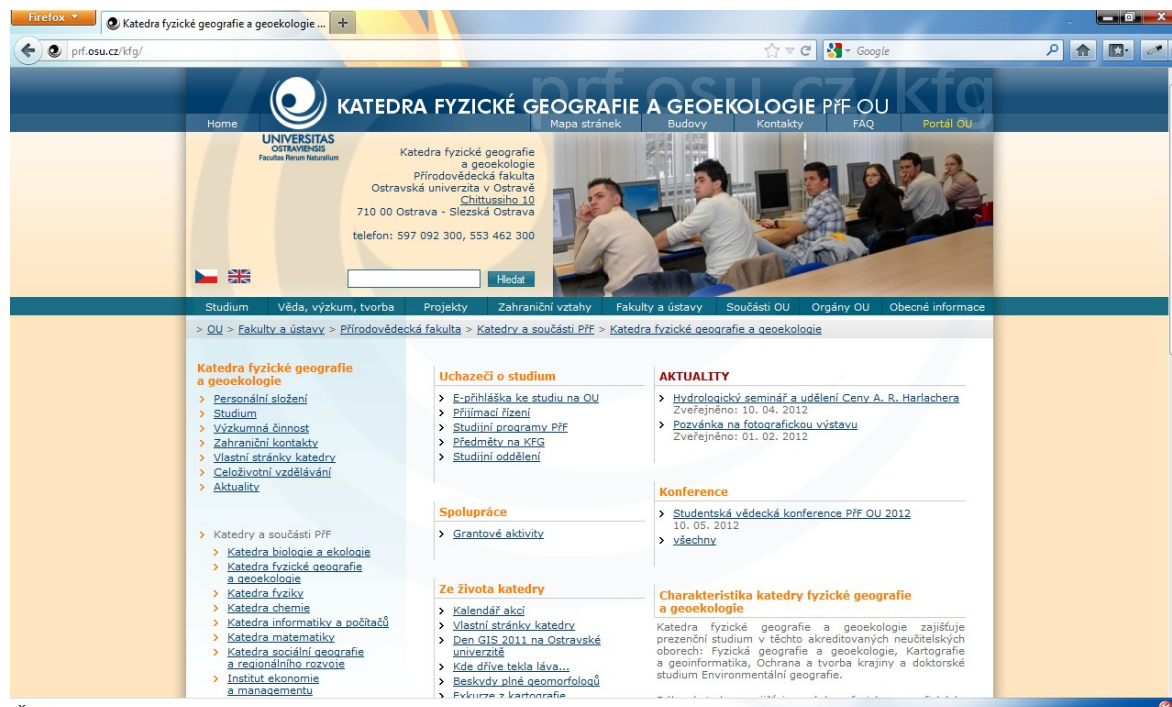 Firefox
Katedra fyzické geografie a geoekologie ...
prf.osu.cz/kfg/
Google
prf.osu.cz/kfg
KATEDRA FYZICKÉ GEOGRAFIE A GEOEKOLOGIE PřF OU
Home Mapa stránek Budovy Kontakty FAQ Portál OU
UNIVERSITAS
OSTRAVIENSIS
Facultas Rerum Naturalium
Katedra fyzické geografie
a geoekologie
Přírodovědecká fakulta
Ostravská univerzita v Ostravě
Chittussiho 10
710 00 Ostrava - Slezská Ostrava
telefon: 597 092 300, 553 462 300
Hledat
Studium Věda, výzkum, tvorba Projekty Zahraniční vztahy Fakulty a ústavy Součásti OU Orgány OU Obecné informace
> OU > Fakulty a ústavy > Přírodovědecká fakulta > Katedry a součásti PřF > Katedra fyzické geografie a geoekologie
Katedra fyzické geografie
a geoekologie
> Personální složení
> Studium
> Výzkumná činnost
> Zahraniční kontakty
> Vlastní stránky katedry
> Celoživotní vzdělávání
> Aktuality
> Katedry a součásti PřF
> Katedra biologie a ekologie
> Katedra fyzické geografie
a geoekologie
> Katedra fyziky
> Katedra chemie
> Katedra informatiky a počítačů
> Katedra matematiky
> Katedra sociální geografie
a regionálního rozvoje
> Institut ekonomie
a managementu
Uchazeči o studium
> E-přihláška ke studiu na OU
> Přijímací řízení
> Studijní programy PřF
> Předměty na KFG
> Studijní oddělení
Spolupráce
> Grantové aktivity
Ze života katedry
> Kalendář akcí
> Vlastní stránky katedry
> Den GIS 2011 na Ostravské
univerzitě
> Kde dříve tekla láva...
> Beskydy plné geomorfologů
> Exkurze z kartografie
AKTUALITY
> Hydrologický seminář a udělení Ceny A. R. Harlachera
Zveřejněno: 10. 04. 2012
> Pozvánka na fotografickou výstavu
Zveřejněno: 01. 02. 2012
Konference
> Studentská vědecká konference PřF OU 2012
10. 05. 2012
> všechny
Charakteristika katedry fyzické geografie
a geoekologie
Katedra fyzické geografie a geoekologie zajišťuje
prezenční studium v těchto akreditovaných neučitelských
oborech: Fyzická geografie a geoekologie, Kartografie
a geoinformatika, Ochrana a tvorba krajiny a doktorské
studium Environmentální geografie.